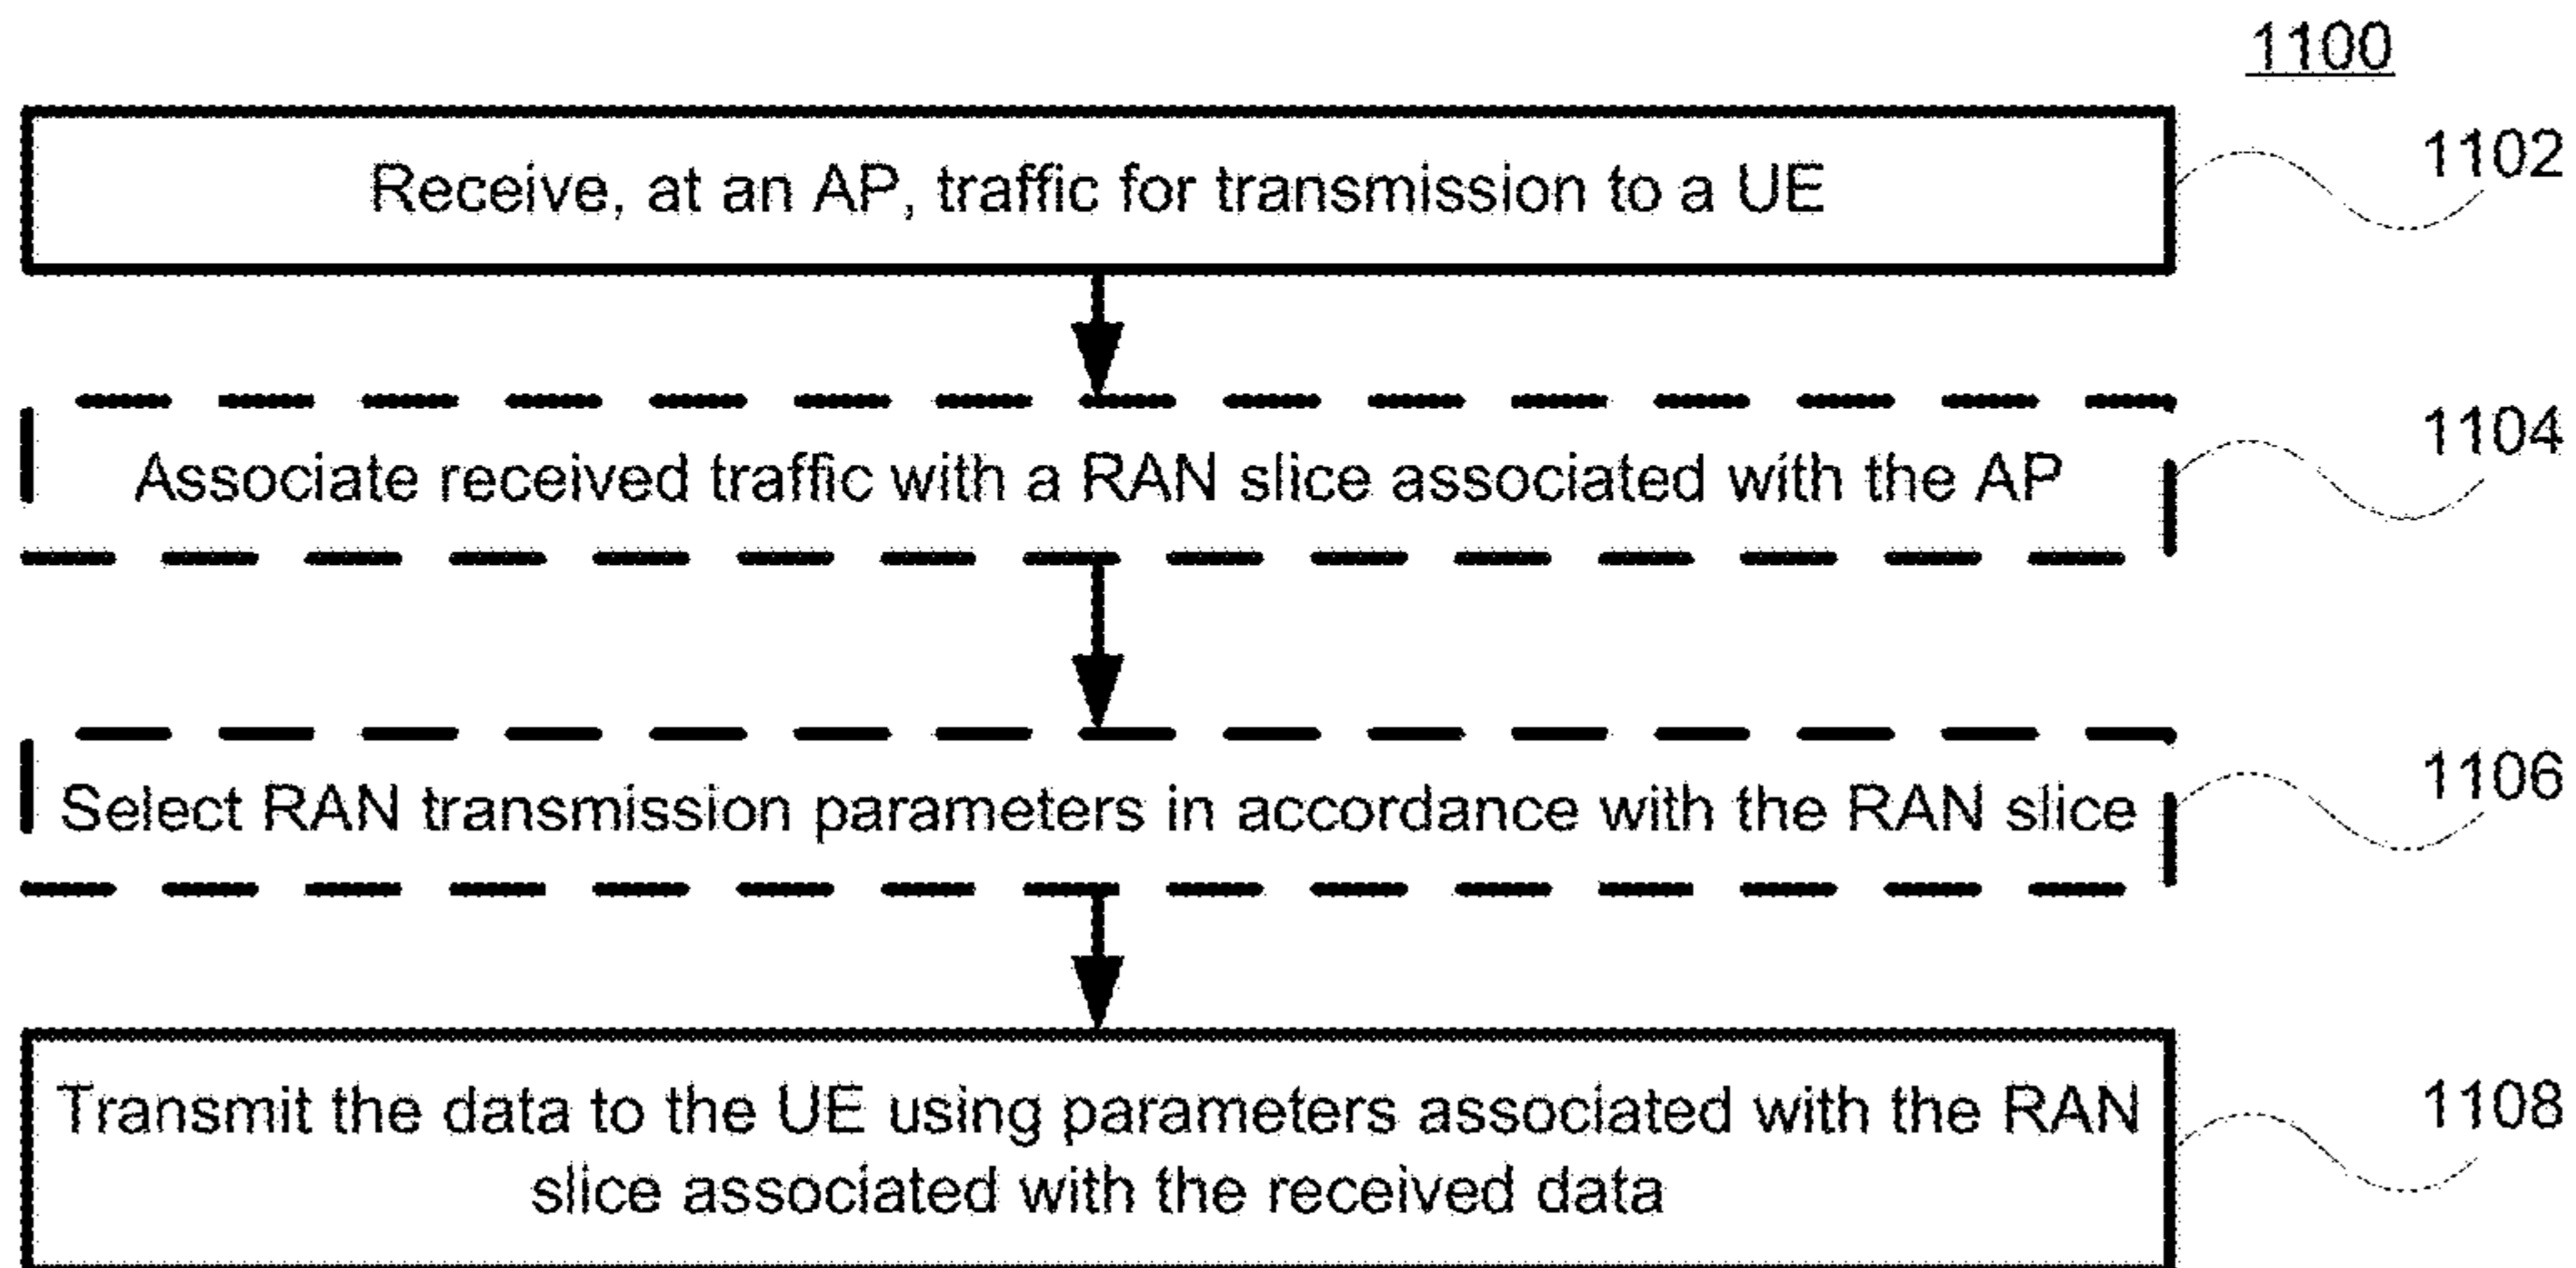 1100
Receive, at an AP, traffic for transmission to a UE
1102
Associate received traffic with a RAN slice associated with the AP
1104
Select RAN transmission parameters in accordance with the RAN slice
1106
Transmit the data to the UE using parameters associated with the RAN
slice associated with the received data
1108